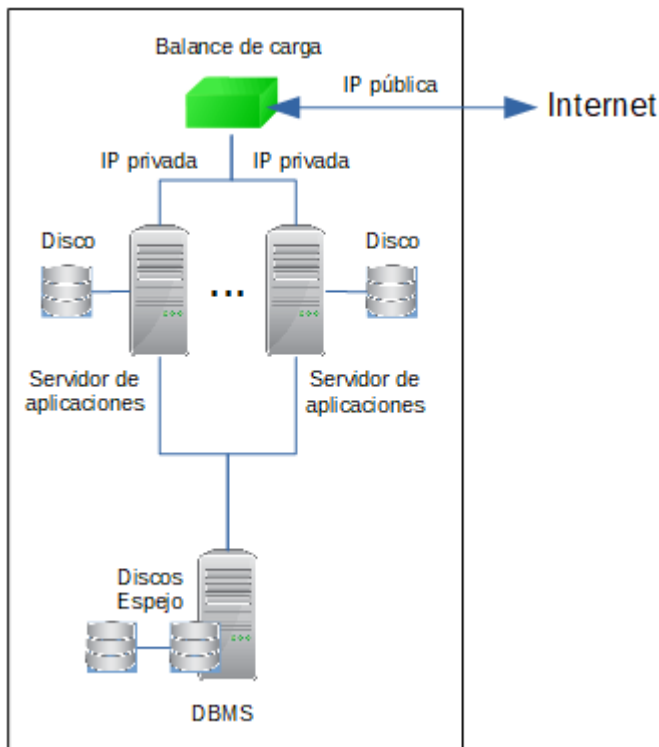 Balance de carga
IP pública
Internet
IP privada
IP privada
Disco
Disco
...
Servidor de
aplicaciones
Servidor de
aplicaciones
Discos
Espejo
DBMS